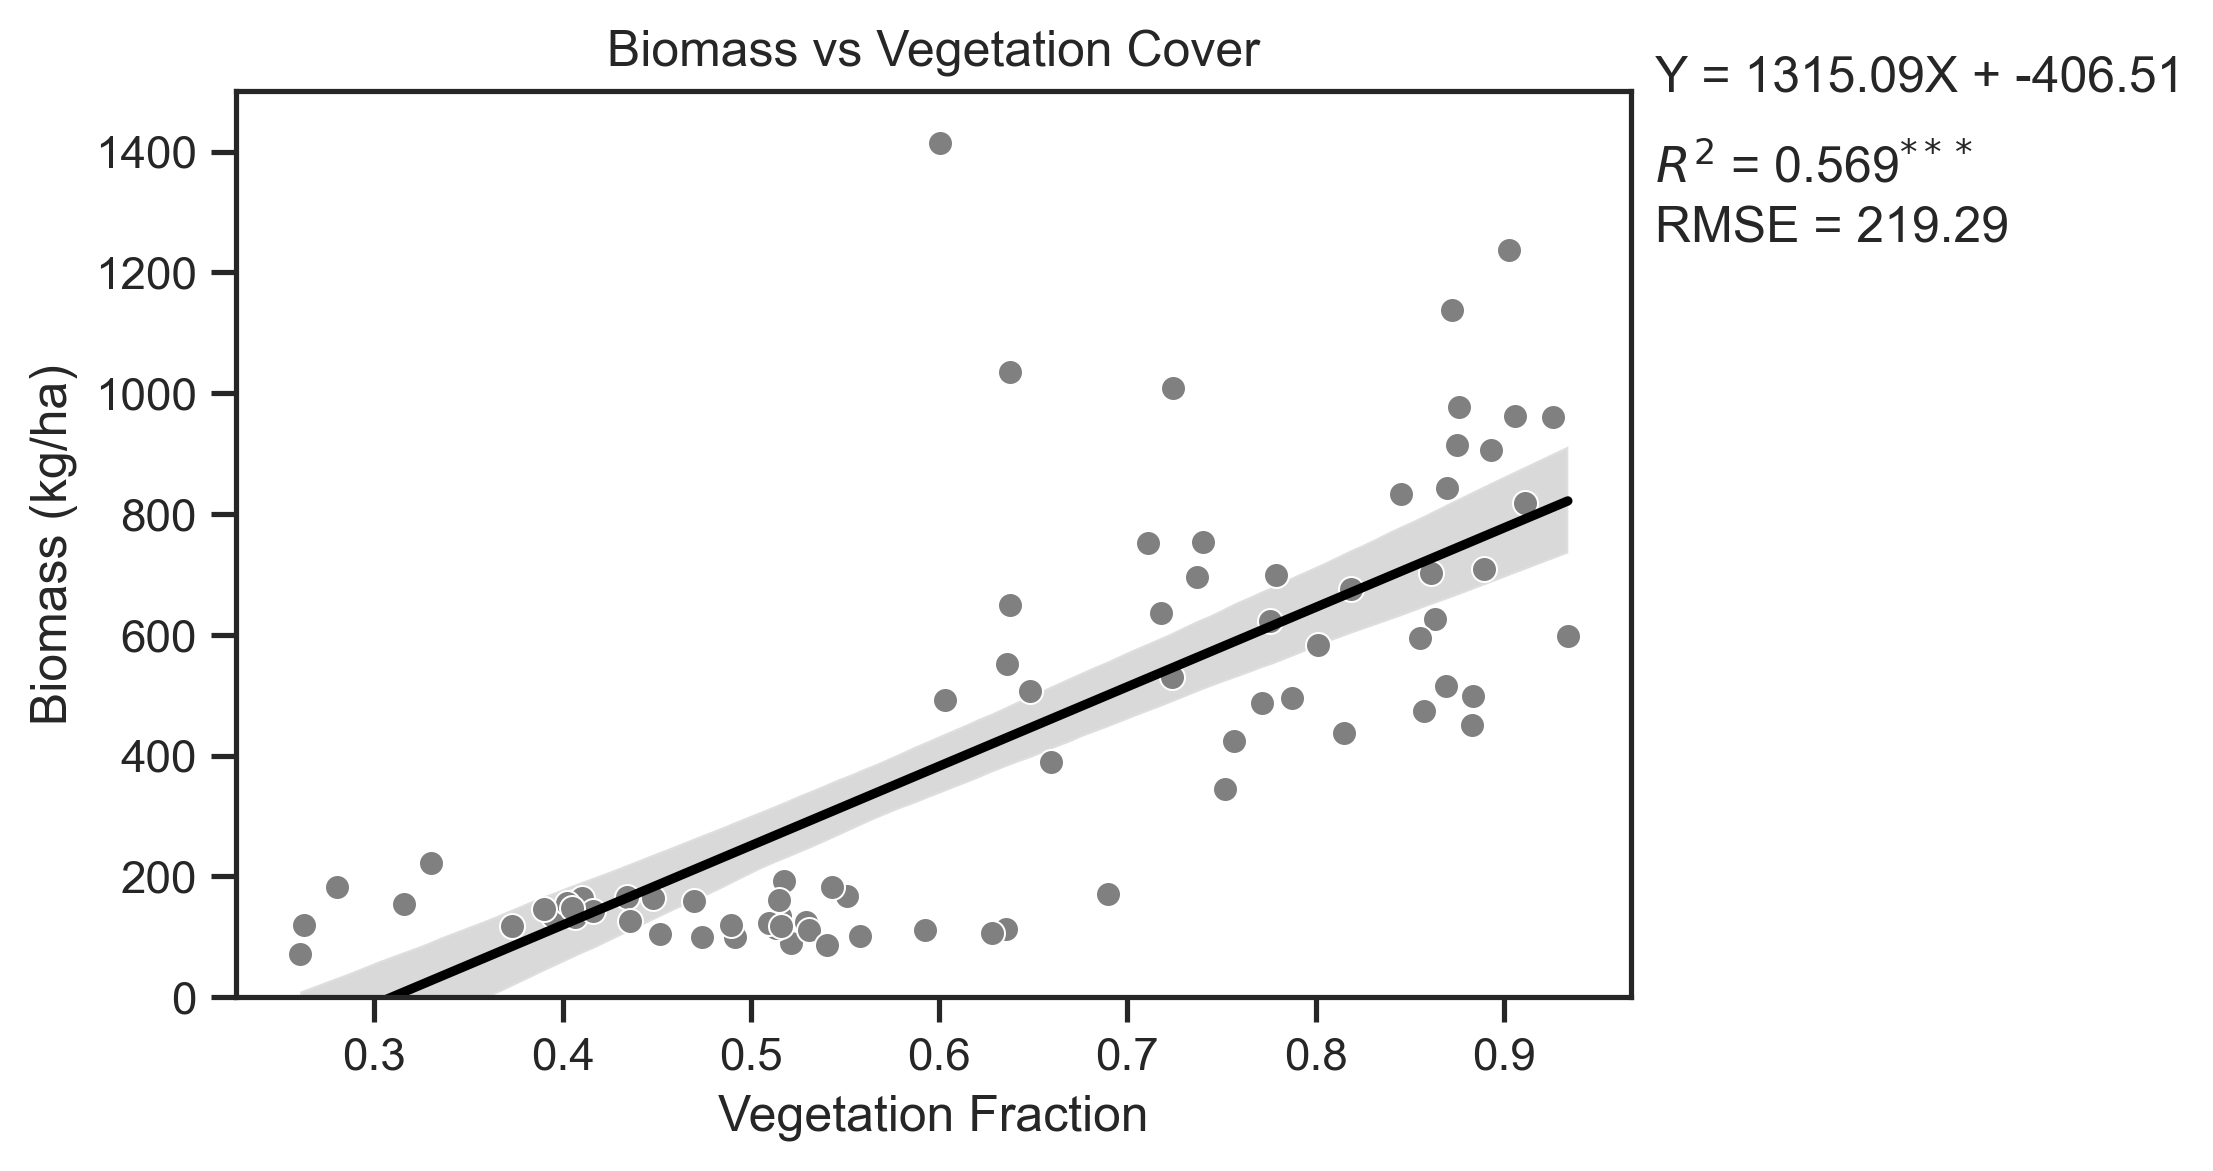 Biomass vs Vegetation Cover
Y = 1315.09X + -406.51
R² = 0.569***
RMSE = 219.29
Biomass (kg/ha)
1400
1200
1000
800
600
400
200
0
0.3 0.4 0.5 0.6 0.7 0.8 0.9
Vegetation Fraction